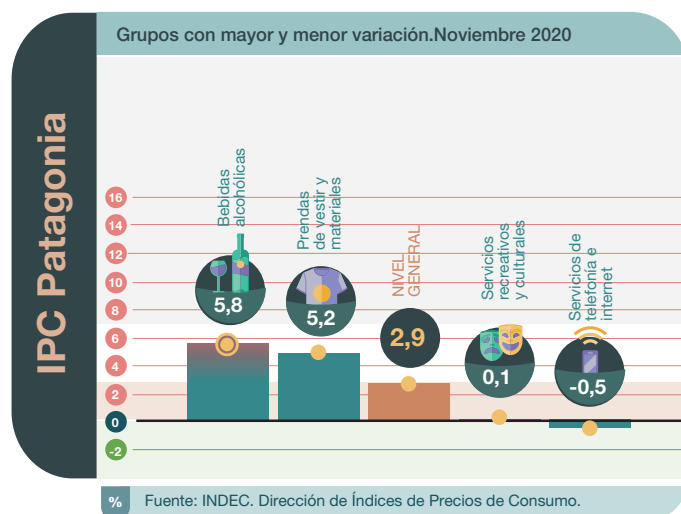 Grupos con mayor y menor variación.Noviembre 2020
IPC Patagonia
16
14
12
10
8
6
4
2
0
-2
Bebidas
alcohólicas
5,8
Prendas
de vestir y
materiales
5,2
NIVEL
GENERAL
2,9
Servicios
recreativos
y culturales
0,1
Servicios de
telefonía e
internet
-0,5
%
Fuente: INDEC. Dirección de Índices de Precios de Consumo.